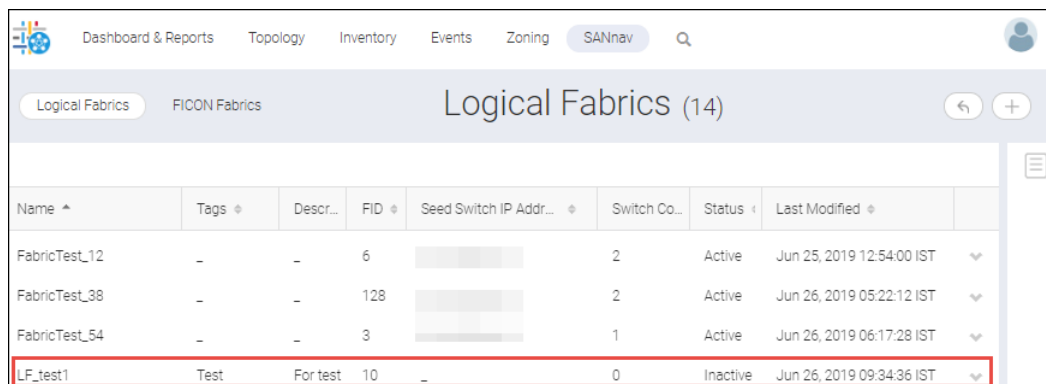 Dashboard & Reports Topology Inventory Events Zoning SANnav
Logical Fabrics FICON Fabrics Logical Fabrics (14)
Name Tags Descr... FID Seed Switch IP Addr... Switch Co... Status Last Modified
FabricTest_12 _ _ 6 2 Active Jun 25, 2019 12:54:00 IST
FabricTest_38 _ _ 128 2 Active Jun 26, 2019 05:22:12 IST
FabricTest_54 _ _ 3 1 Active Jun 26, 2019 06:17:28 IST
LF_test1 Test For test 10 _ 0 Inactive Jun 26, 2019 09:34:36 IST